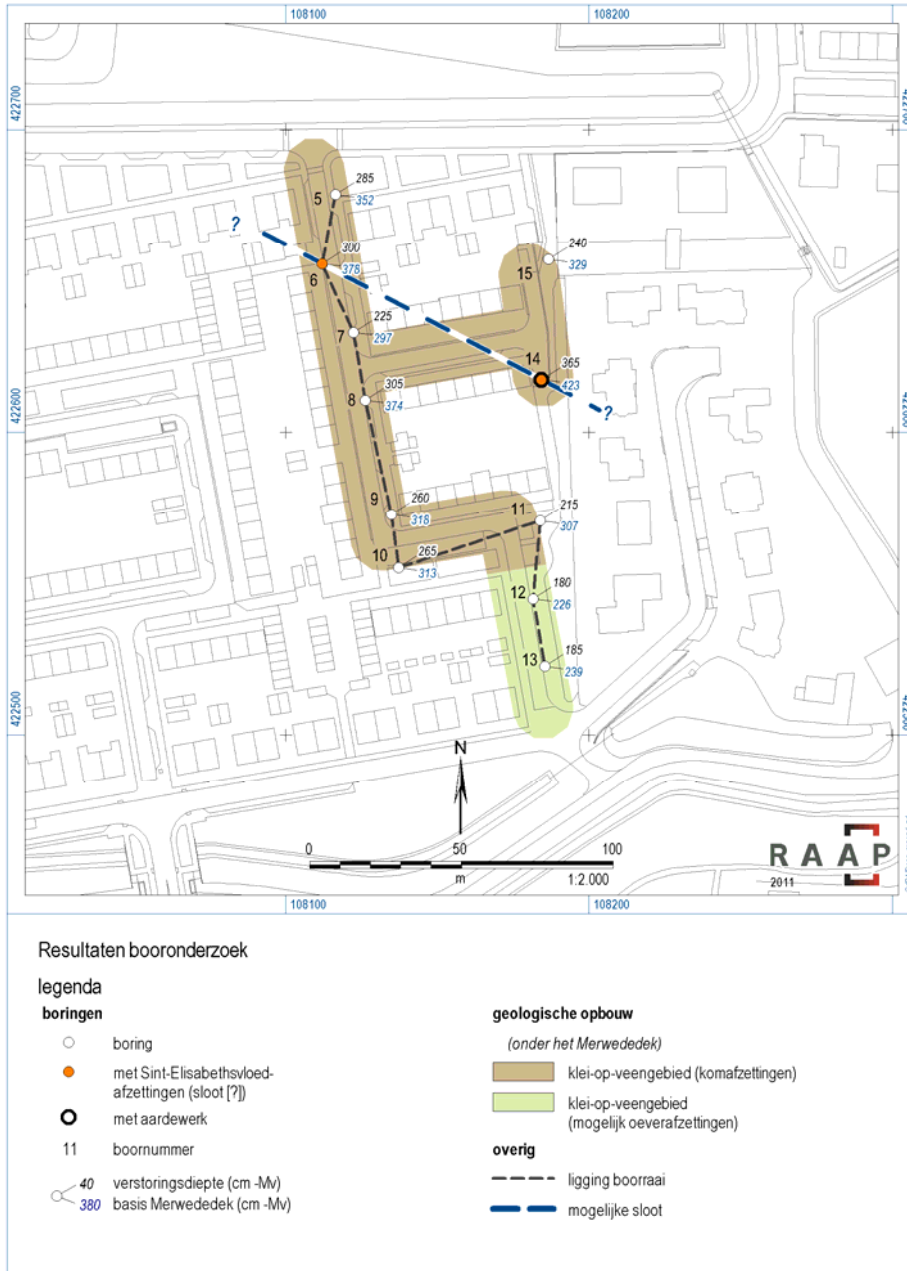 108100
108200
422700
422700
285
5
352
?
300
378
6
240
15
329
225
7
297
14
365
423
305
8
374
?
422600
422600
260
9
318
11
215
307
10
265
313
12
180
226
13
185
239
422500
422500
N
0
50
100
m
1:2.000
RAAP
2011
108100
108200
Resultaten booronderzoek
legenda
boringen
boring
met Sint-Elisabethsvloed-
afzettingen (sloot [?])
met aardewerk
11 boornummer
40 verstoringsdiepte (cm -Mv)
380 basis Merwededek (cm -Mv)
geologische opbouw
(onder het Merwededek)
klei-op-veengebied (komafzettingen)
klei-op-veengebied
(mogelijk oeverafzettingen)
overig
ligging boorraai
mogelijke sloot